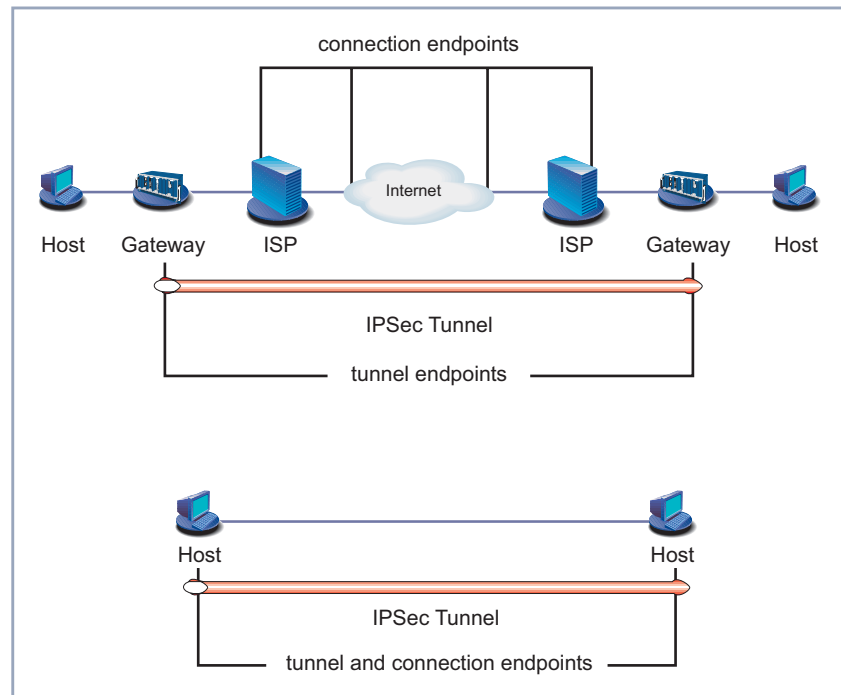 connection endpoints
Internet
Host Gateway ISP ISP Gateway Host
IPSec Tunnel
tunnel endpoints
Host Host
IPSec Tunnel
tunnel and connection endpoints